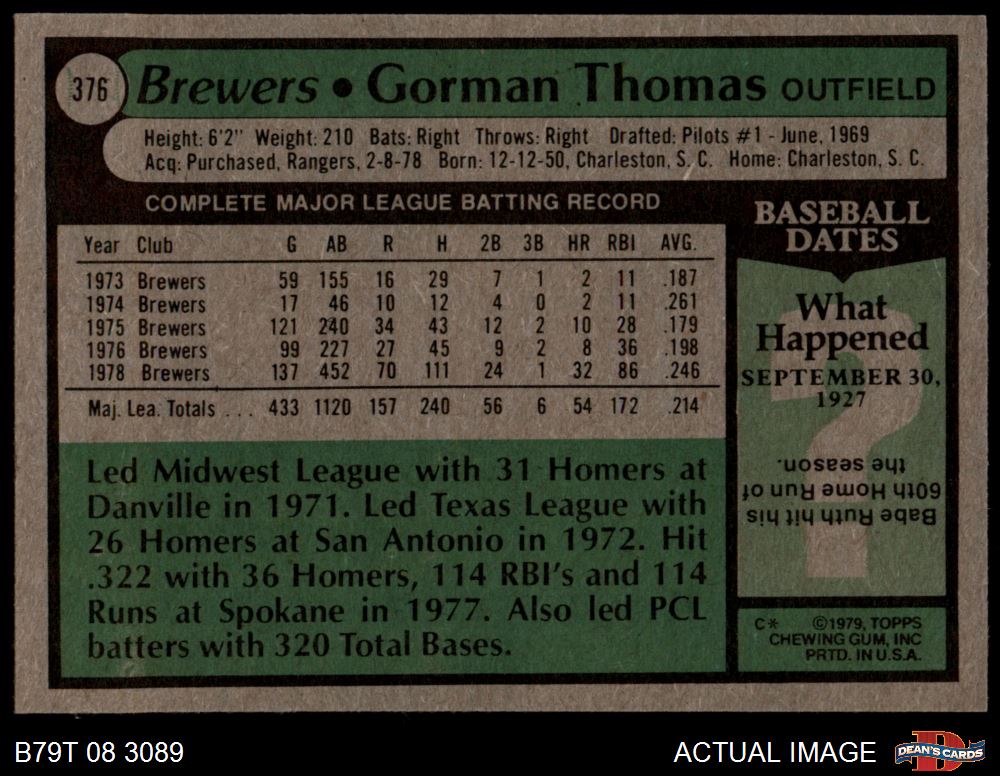 376 Brewers • Gorman Thomas OUTFIELD
Height: 6'2" Weight: 210 Bats: Right Throws: Right Drafted: Pilots #1 - June, 1969
Acq: Purchased, Rangers, 2-8-78 Born: 12-12-50, Charleston, S. C. Home: Charleston, S. C.
COMPLETE MAJOR LEAGUE BATTING RECORD
Year Club G AB R H 2B 3B HR RBI AVG.
1973 Brewers 59 155 16 29 7 1 2 11 .187
1974 Brewers 17 46 10 12 4 0 2 11 .261
1975 Brewers 121 240 34 43 12 2 10 28 .179
1976 Brewers 99 227 27 45 9 2 8 36 .198
1978 Brewers 137 452 70 111 24 1 32 86 .246
Maj. Lea. Totals . . . 433 1120 157 240 56 6 54 172 .214
Led Midwest League with 31 Homers at
Danville in 1971. Led Texas League with
26 Homers at San Antonio in 1972. Hit
.322 with 36 Homers, 114 RBI's and 114
Runs at Spokane in 1977. Also led PCL
batters with 320 Total Bases.
BASEBALL
DATES
What
Happened
SEPTEMBER 30,
1927
?
Babe Ruth hit his
60th Home Run of
the season.
C* ©1979, TOPPS
CHEWING GUM, INC
PRTD. IN U.S.A.
B79T 08 3089
ACTUAL IMAGE
D
DEAN'S CARDS